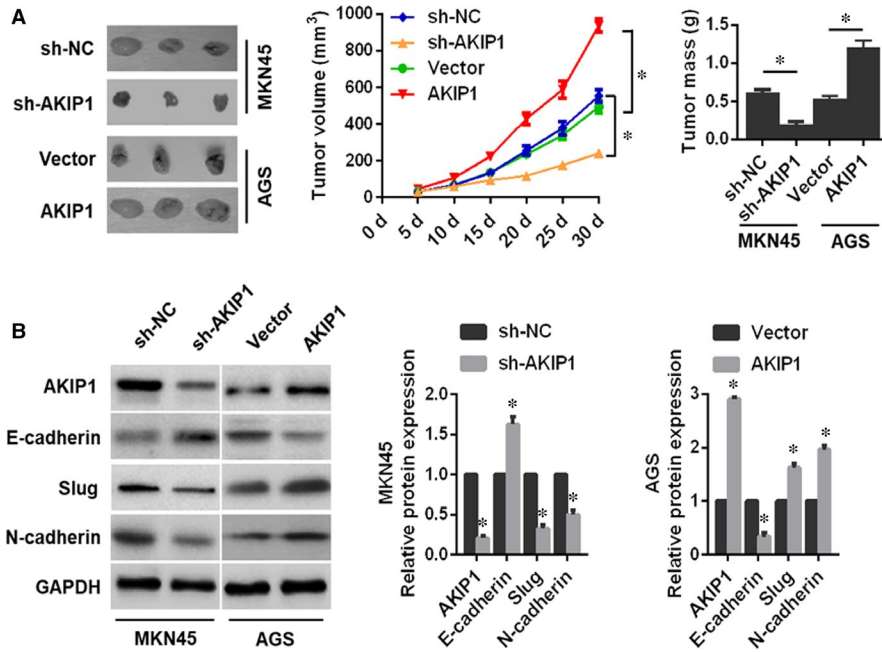 A
sh-NC
sh-AKIP1
Vector
AKIP1
MKN45
AGS
Tumor volume (mm3)
1000
800
600
400
200
0
0 d
5 d
10 d
15 d
20 d
25 d
30 d
sh-NC
sh-AKIP1
Vector
AKIP1
*
*
Tumor mass (g)
1.5
1.0
0.5
0.0
*
*
sh-NC
sh-AKIP1
Vector
AKIP1
MKN45
AGS
B
sh-NC
sh-AKIP1
Vector
AKIP1
AKIP1
E-cadherin
Slug
N-cadherin
GAPDH
MKN45
AGS
sh-NC
sh-AKIP1
MKN45
Relative protein expression
2.0
1.5
1.0
0.5
0.0
*
*
*
*
AKIP1
E-cadherin
Slug
N-cadherin
Vector
AKIP1
AGS
Relative protein expression
3
2
1
0
*
*
*
*
AKIP1
E-cadherin
Slug
N-cadherin